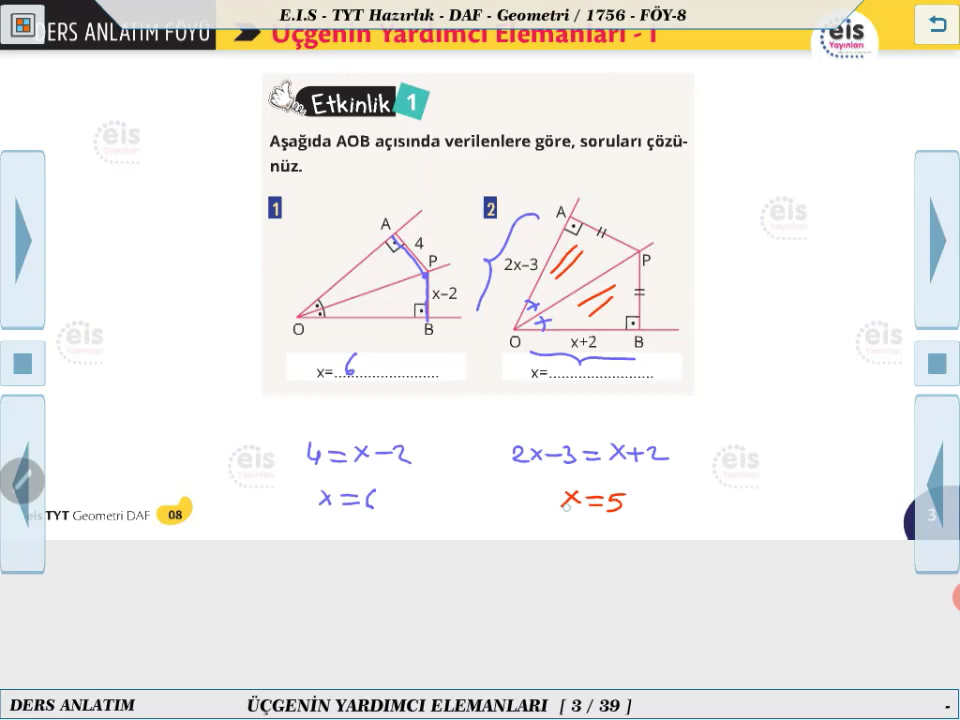 E.I.S - TYT Hazırlık - DAF - Geometri / 1756 - FÖY-8
DERS ANLATIM FÖYÜ
Üçgenin Yardımcı Elemanları - I
eis
Yayınları
Etkinlik 1
Aşağıda AOB açısında verilenlere göre, soruları çözü-
nüz.
1
A
4
P
x–2
O
B
x=......................... 6
2
A
2x–3
P
O
x+2
B
x=.........................
4 = x – 2
x = 6
2x – 3 = x + 2
x = 5
eis TYT Geometri DAF 08
3
DERS ANLATIM
ÜÇGENİN YARDIMCI ELEMANLARI [ 3 / 39 ]
-